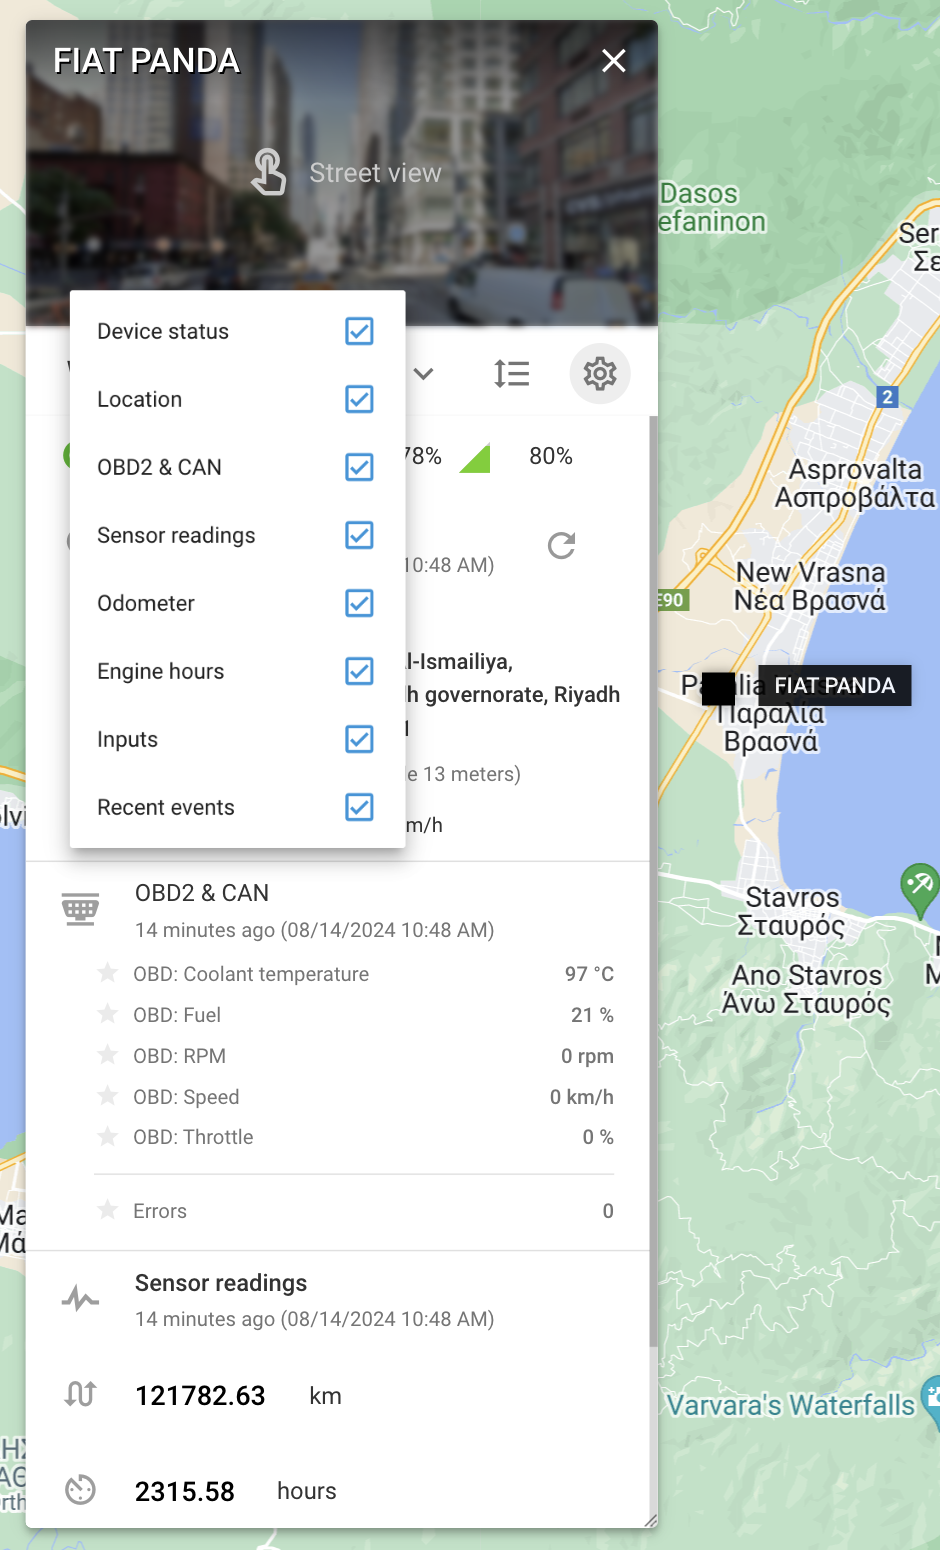 FIAT PANDA
Street view
Device status
Location
OBD2 & CAN
Sensor readings
Odometer
Engine hours
Inputs
Recent events
78%
80%
10:48 AM)
l-Ismailiya,
h governorate, Riyadh
e 13 meters)
m/h
OBD2 & CAN
14 minutes ago (08/14/2024 10:48 AM)
OBD: Coolant temperature 97 °C
OBD: Fuel 21 %
OBD: RPM 0 rpm
OBD: Speed 0 km/h
OBD: Throttle 0 %
Errors 0
Sensor readings
14 minutes ago (08/14/2024 10:48 AM)
121782.63 km
2315.58 hours
Dasos
efaninon
Ser
Σε
2
Asprovalta
Ασπροβάλτα
New Vrasna
Νέα Βρασνά
E90
FIAT PANDA
Παραλία
Βρασνά
Stavros
Σταυρός
Ano Stavros
Άνω Σταυρός
Varvara's Waterfalls